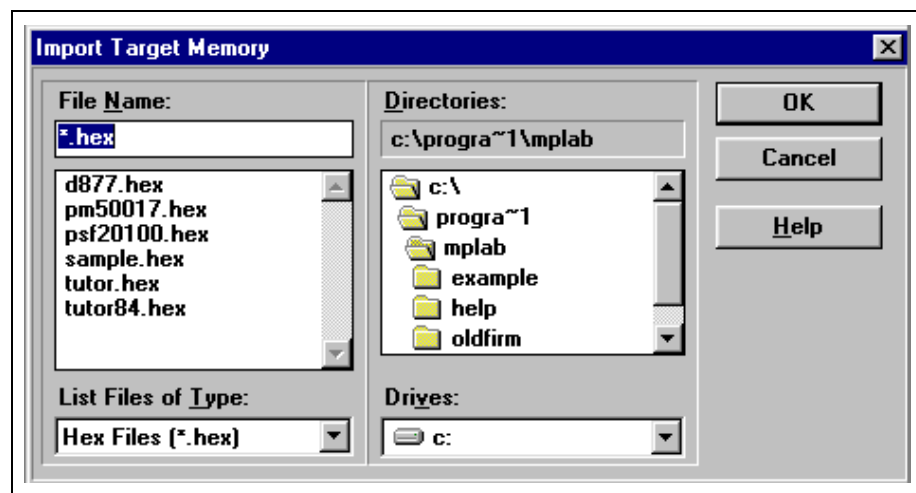 Import Target Memory
File Name:
*.hex
d877.hex
pm50017.hex
psf20100.hex
sample.hex
tutor.hex
tutor84.hex
List Files of Type:
Hex Files (*.hex)
Directories:
c:\progra~1\mplab
c:\
progra~1
mplab
example
help
oldfirm
Drives:
c:
OK
Cancel
Help